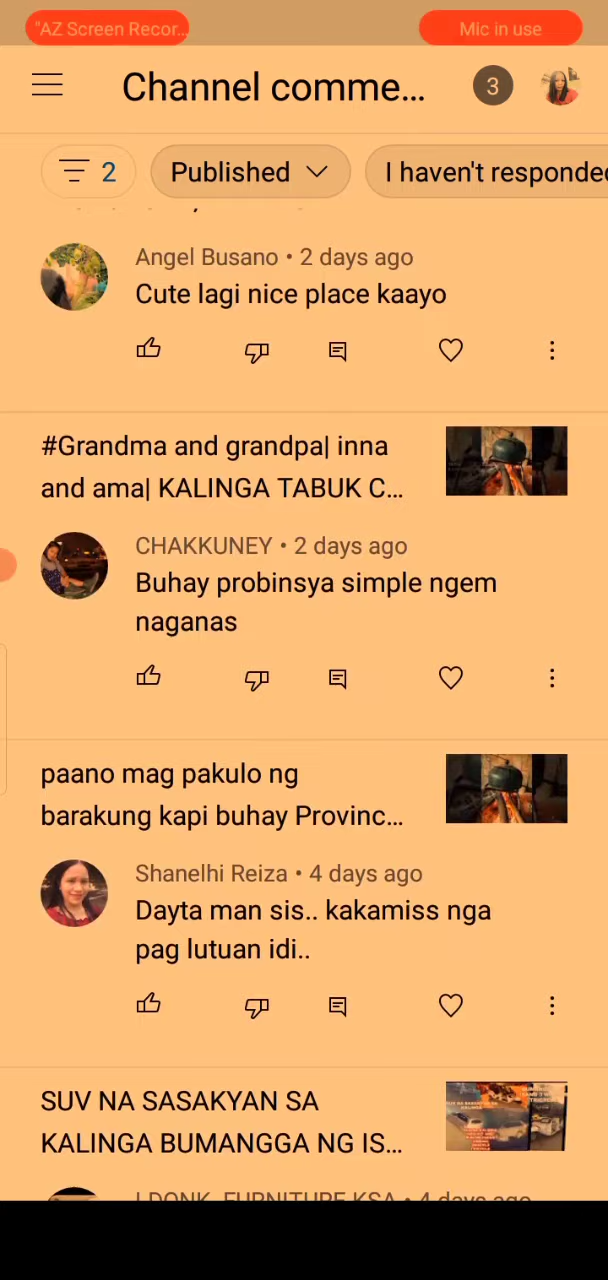 "AZ Screen Recor...
Mic in use
Channel comme...
3
2
Published
I haven't responded
Angel Busano • 2 days ago
Cute lagi nice place kaayo
#Grandma and grandpa| inna
and ama| KALINGA TABUK C...
CHAKKUNEY • 2 days ago
Buhay probinsya simple ngem
naganas
paano mag pakulo ng
barakung kapi buhay Provinc...
Shanelhi Reiza • 4 days ago
Dayta man sis.. kakamiss nga
pag lutuan idi..
SUV NA SASAKYAN SA
KALINGA BUMANGGA NG IS...
FURNITURE KSA • 4 days ago